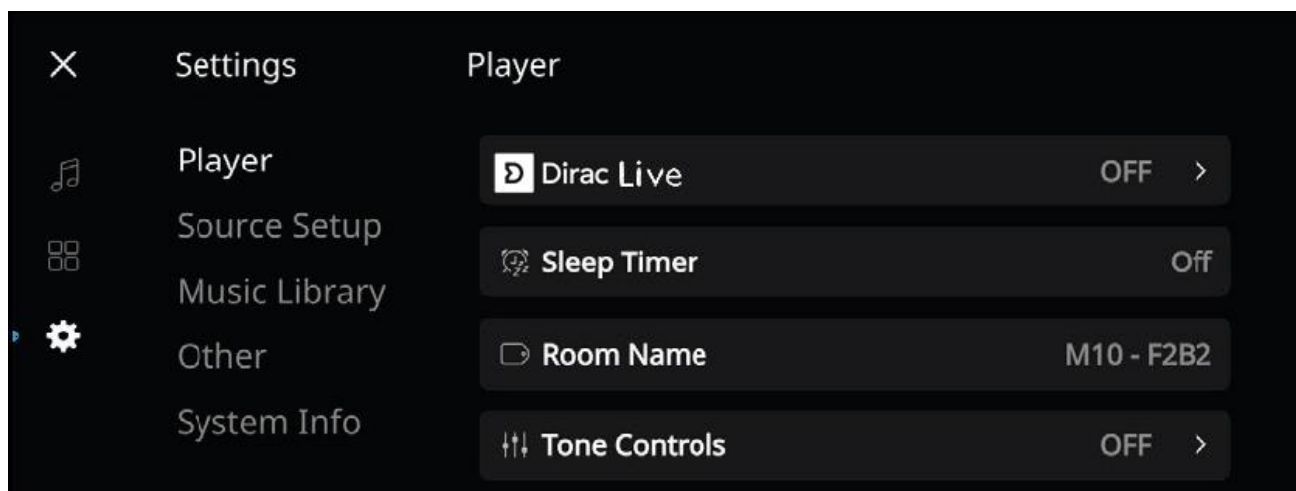 Settings
Player
Player
Source Setup
Music Library
Other
System Info
Dirac Live OFF
Sleep Timer Off
Room Name M10 - F2B2
Tone Controls OFF